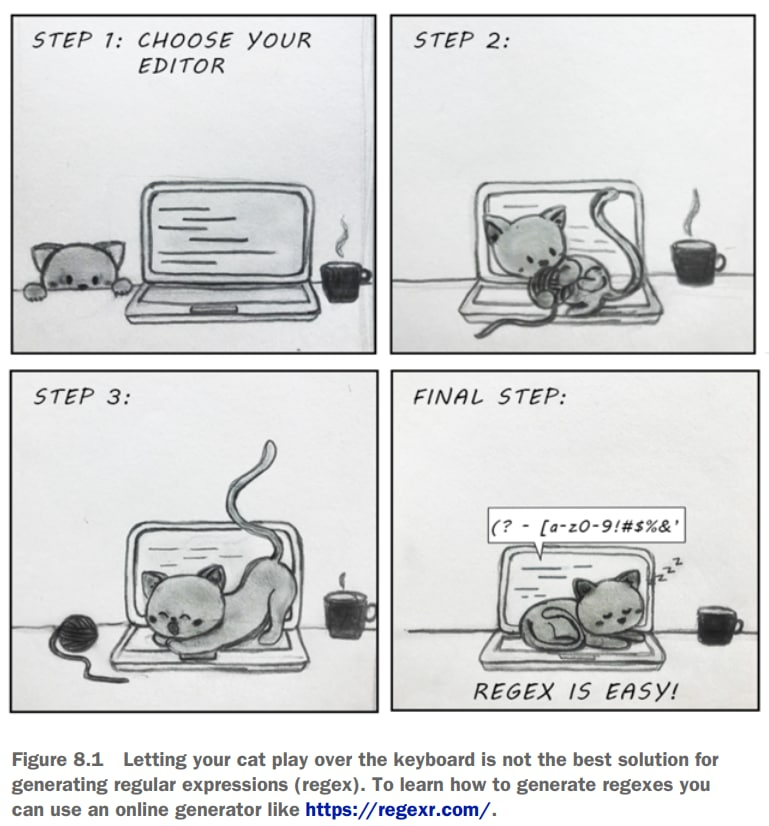 STEP 1: CHOOSE YOUR
EDITOR
STEP 2:
STEP 3:
FINAL STEP:
(? - [a-z0-9!#$%&'
zzz
REGEX IS EASY!
Figure 8.1 Letting your cat play over the keyboard is not the best solution for
generating regular expressions (regex). To learn how to generate regexes you
can use an online generator like https://regexr.com/.